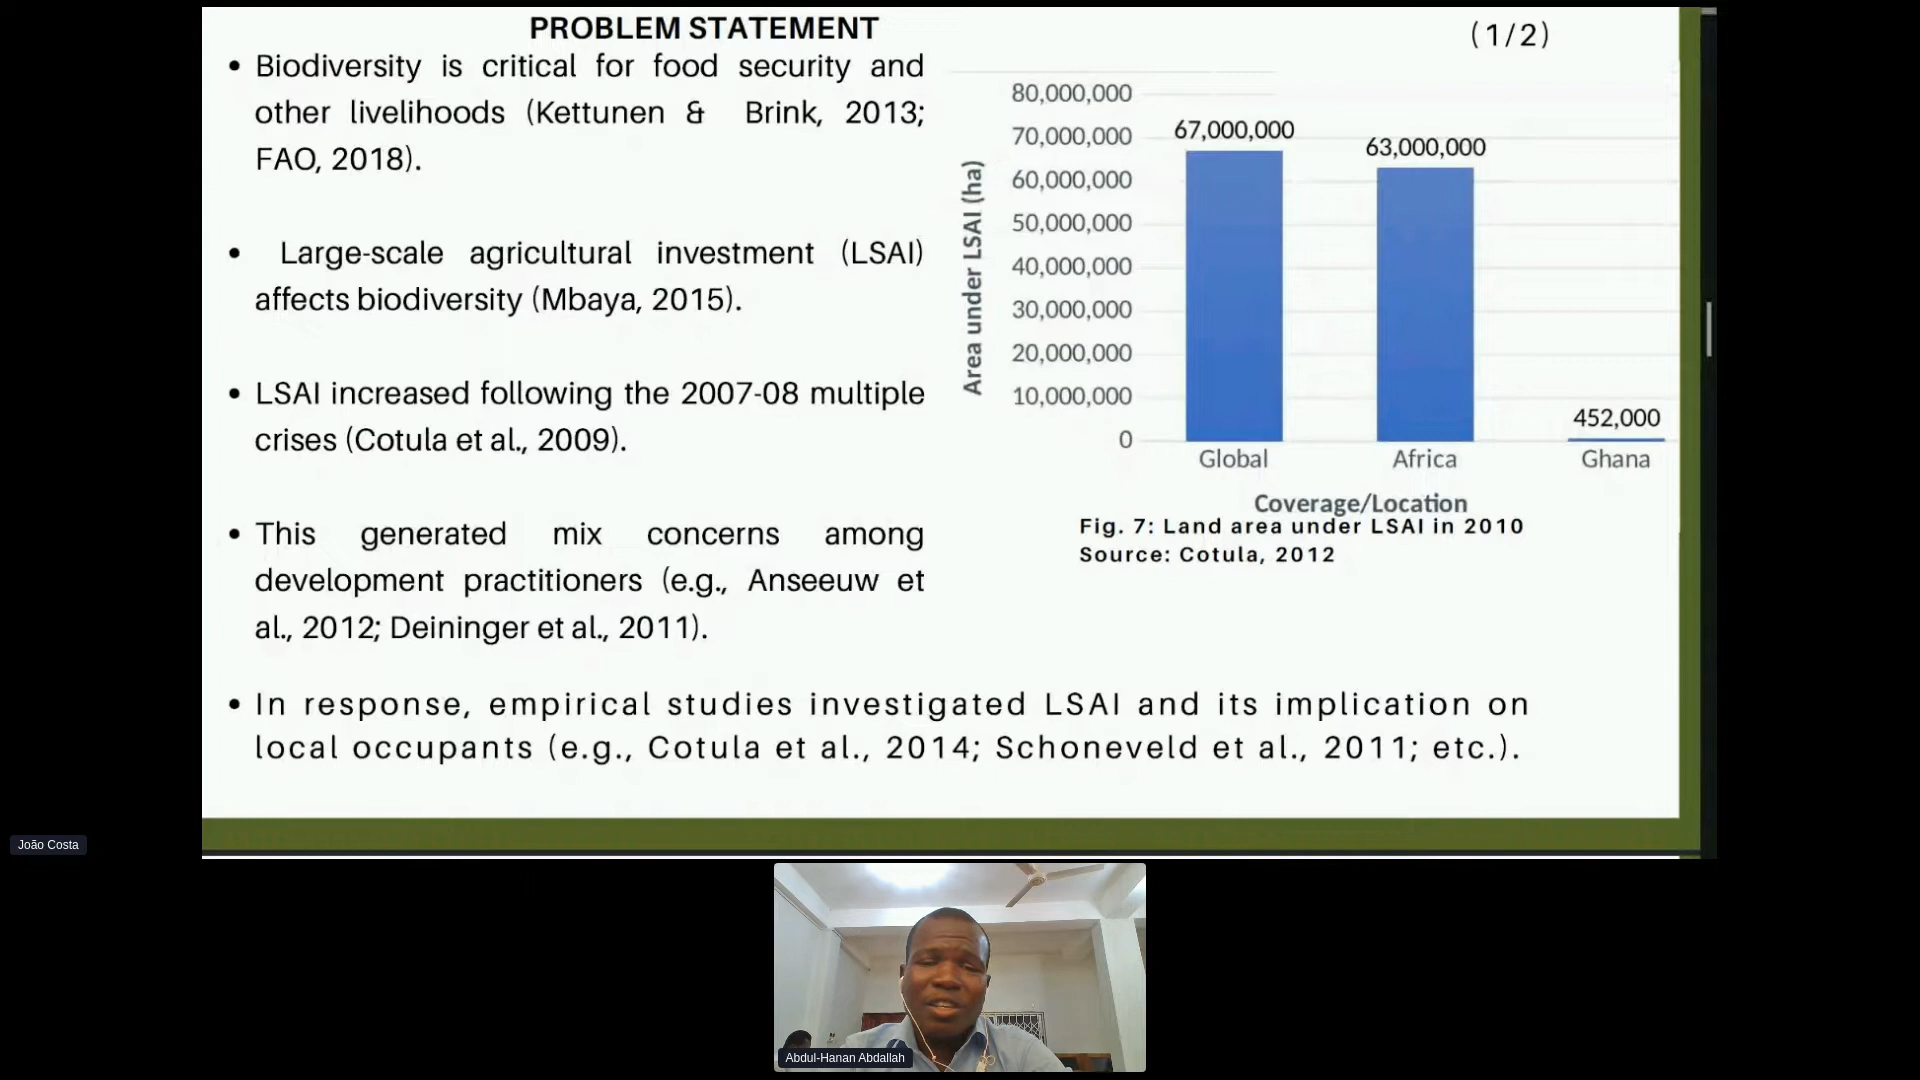 PROBLEM STATEMENT
(1/2)
• Biodiversity is critical for food security and
other livelihoods (Kettunen & Brink, 2013;
FAO, 2018).
• Large-scale agricultural investment (LSAI)
affects biodiversity (Mbaya, 2015).
• LSAI increased following the 2007-08 multiple
crises (Cotula et al., 2009).
• This generated mix concerns among
development practitioners (e.g., Anseeuw et
al., 2012; Deininger et al., 2011).
• In response, empirical studies investigated LSAI and its implication on
local occupants (e.g., Cotula et al., 2014; Schoneveld et al., 2011; etc.).
Area under LSAI (ha)
80,000,000
70,000,000
60,000,000
50,000,000
40,000,000
30,000,000
20,000,000
10,000,000
0
67,000,000
63,000,000
452,000
Global
Africa
Ghana
Coverage/Location
Fig. 7: Land area under LSAI in 2010
Source: Cotula, 2012
João Costa
Abdul-Hanan Abdallah